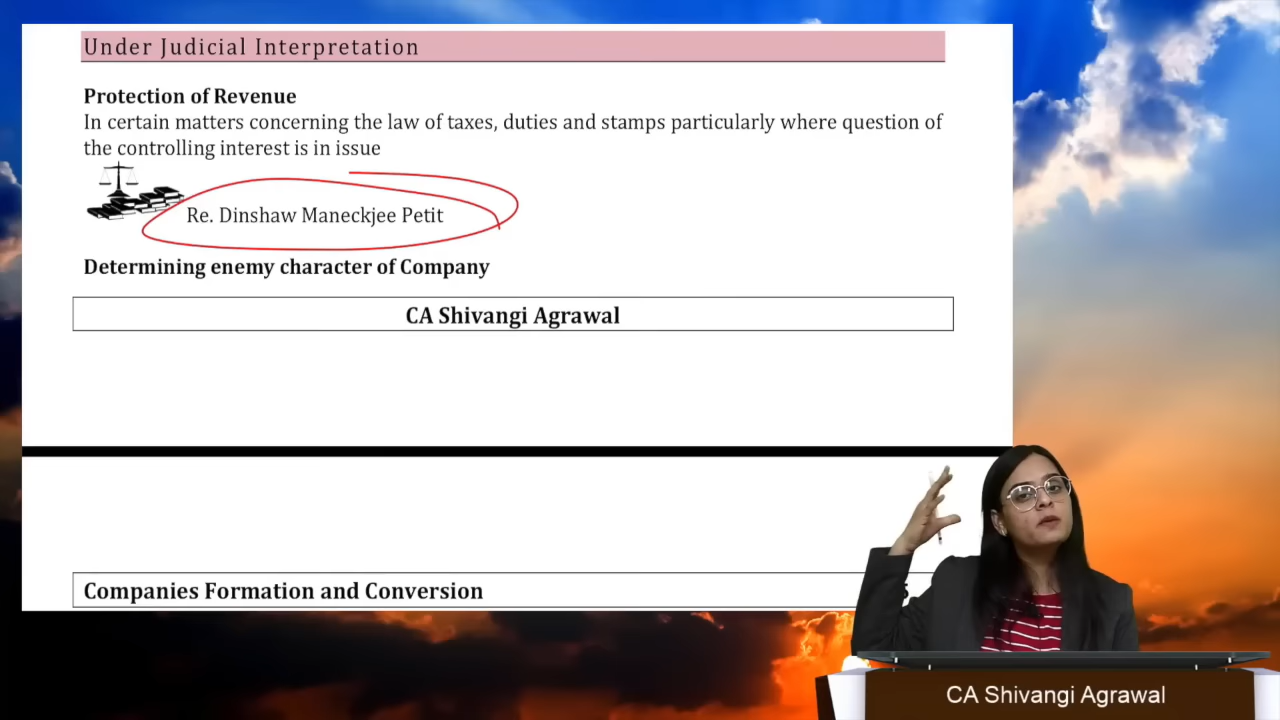 Under Judicial Interpretation
Protection of Revenue
In certain matters concerning the law of taxes, duties and stamps particularly where question of
the controlling interest is in issue
Re. Dinshaw Maneckjee Petit
Determining enemy character of Company
CA Shivangi Agrawal
Companies Formation and Conversion
CA Shivangi Agrawal